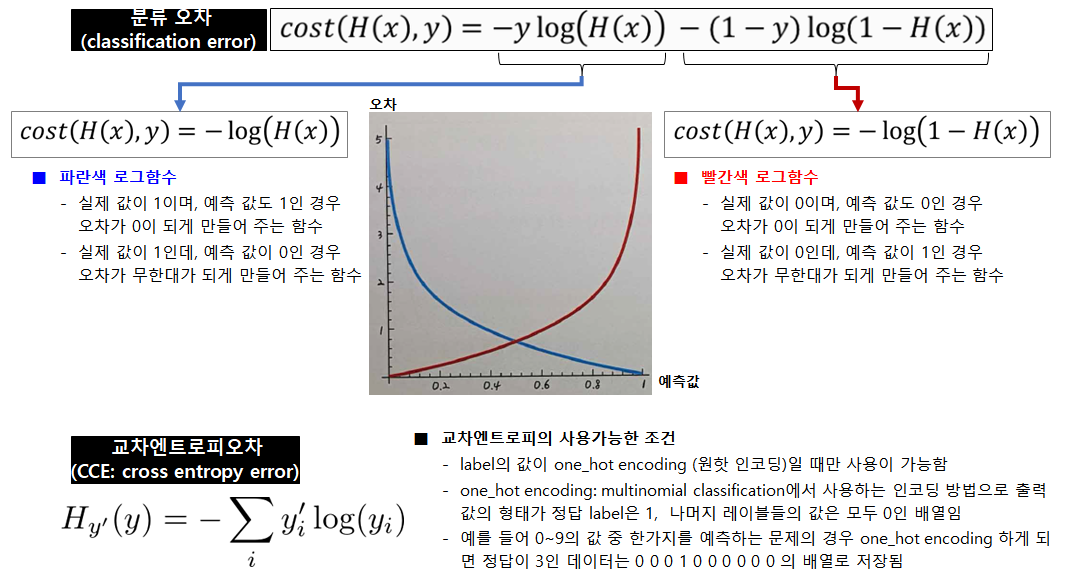 분류 오차
(classification error)
cost(H(x), y) = −y log(H(x)) − (1 − y) log(1 − H(x))
cost(H(x), y) = − log(H(x))
■ 파란색 로그함수
- 실제 값이 1이며, 예측 값도 1인 경우
오차가 0이 되게 만들어 주는 함수
- 실제 값이 1인데, 예측 값이 0인 경우
오차가 무한대가 되게 만들어 주는 함수
오차
5
4
3
2
1
0.2 0.4 0.6 0.8 1
예측값
cost(H(x), y) = − log(1 − H(x))
■ 빨간색 로그함수
- 실제 값이 0이며, 예측 값도 0인 경우
오차가 0이 되게 만들어 주는 함수
- 실제 값이 0인데, 예측 값이 1인 경우
오차가 무한대가 되게 만들어 주는 함수
교차엔트로피오차
(CCE: cross entropy error)
H_{y′}(y) = − ∑_i y′_i log(y_i)
■ 교차엔트로피의 사용가능한 조건
- label의 값이 one_hot encoding (원핫 인코딩)일 때만 사용이 가능함
- one_hot encoding: multinomial classification에서 사용하는 인코딩 방법으로 출력
값의 형태가 정답 label은 1, 나머지 레이블들의 값은 모두 0인 배열임
- 예를 들어 0~9의 값 중 한가지를 예측하는 문제의 경우 one_hot encoding 하게 되
면 정답이 3인 데이터는 0 0 0 1 0 0 0 0 0 0 의 배열로 저장됨